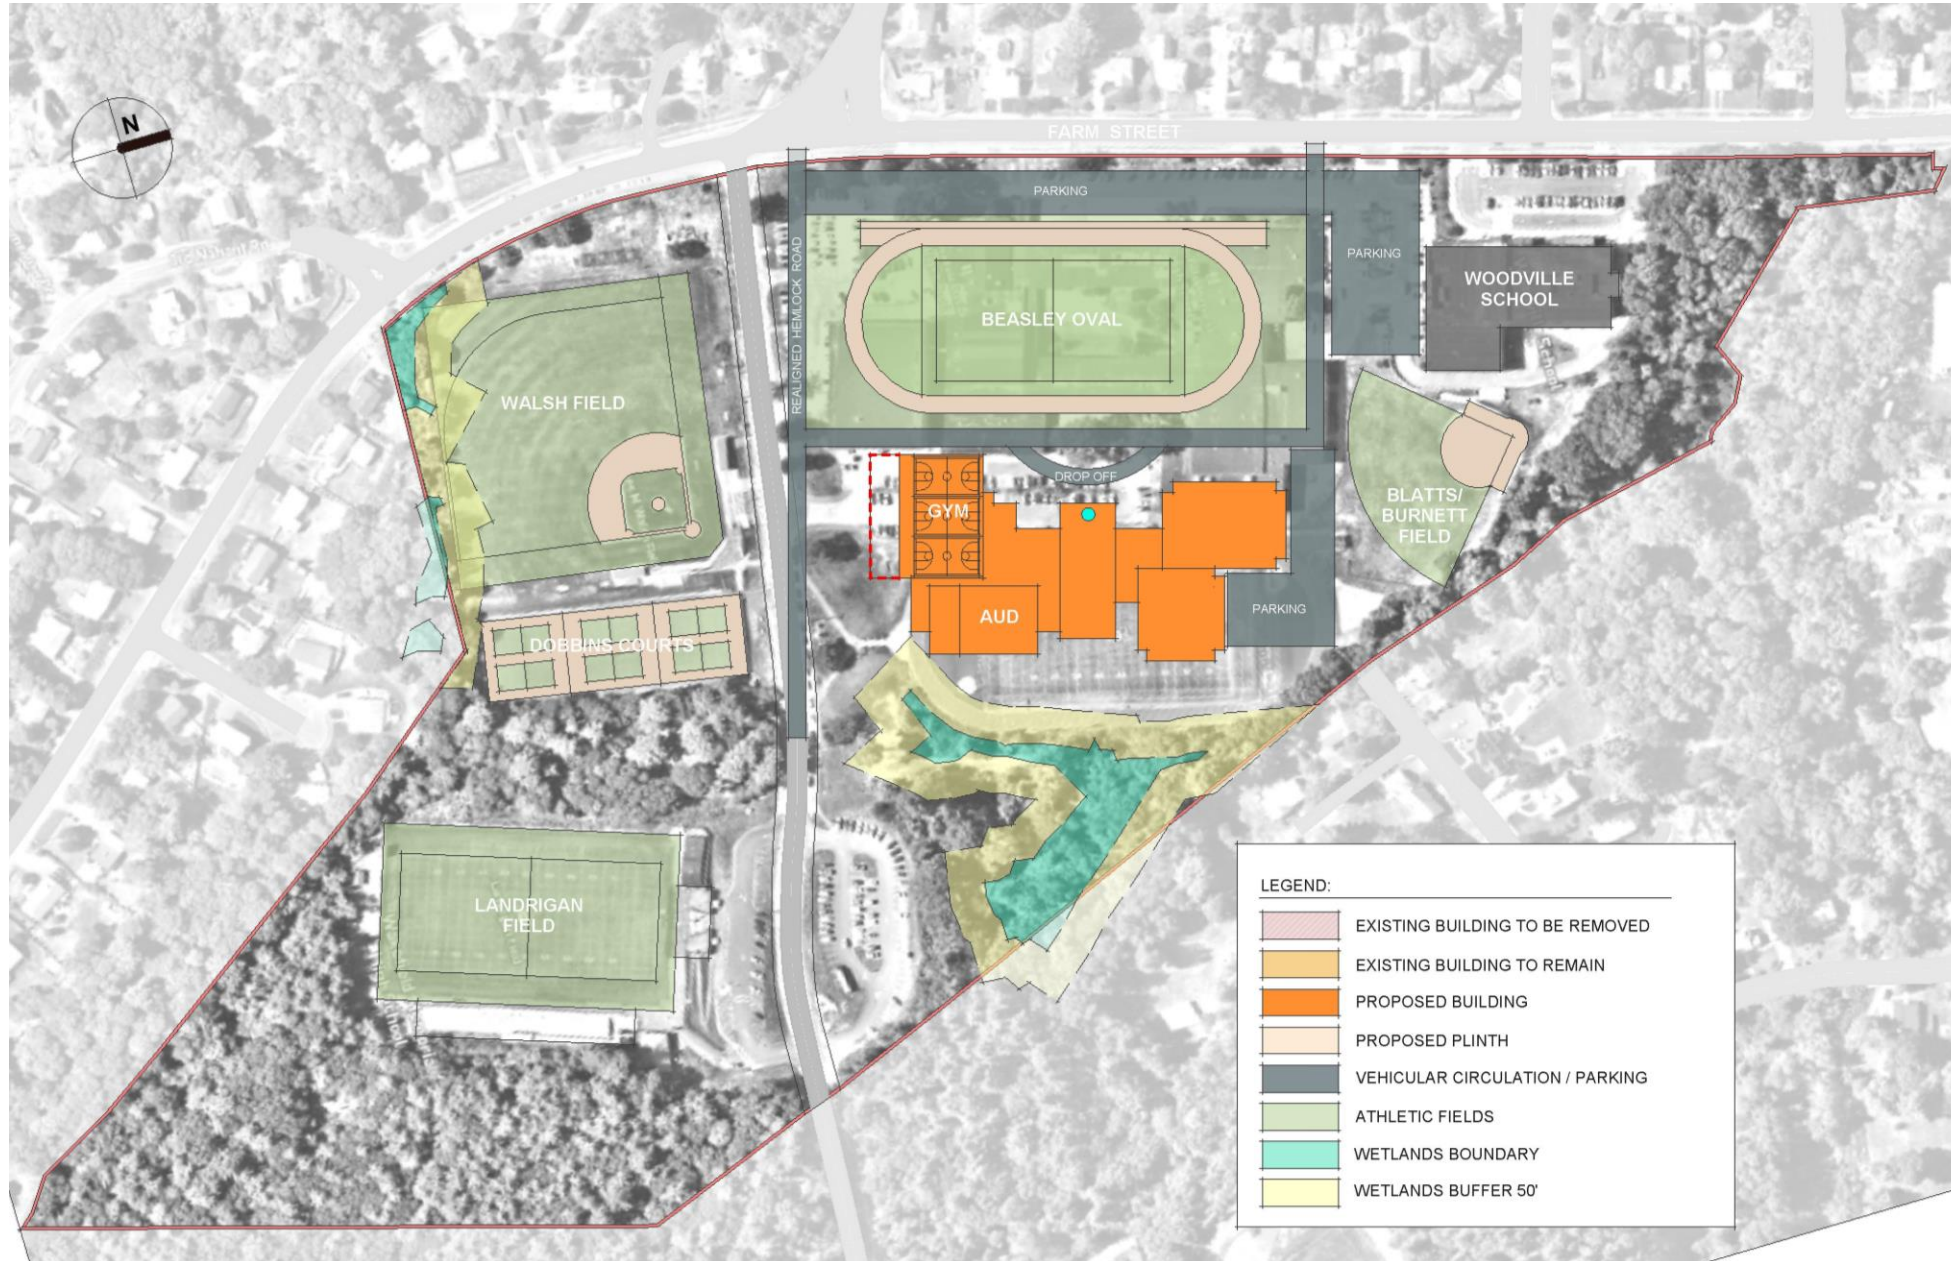 N
FARM STREET
PARKING
REALIGNED HEMLOCK ROAD
PARKING
WOODVILLE
SCHOOL
School
BEASLEY OVAL
WALSH FIELD
DROP OFF
GYM
BLATTS/
BURNETT
FIELD
AUD
PARKING
DOBBINS COURTS
LANDRIGAN
FIELD
LEGEND:
EXISTING BUILDING TO BE REMOVED
EXISTING BUILDING TO REMAIN
PROPOSED BUILDING
PROPOSED PLINTH
VEHICULAR CIRCULATION / PARKING
ATHLETIC FIELDS
WETLANDS BOUNDARY
WETLANDS BUFFER 50'